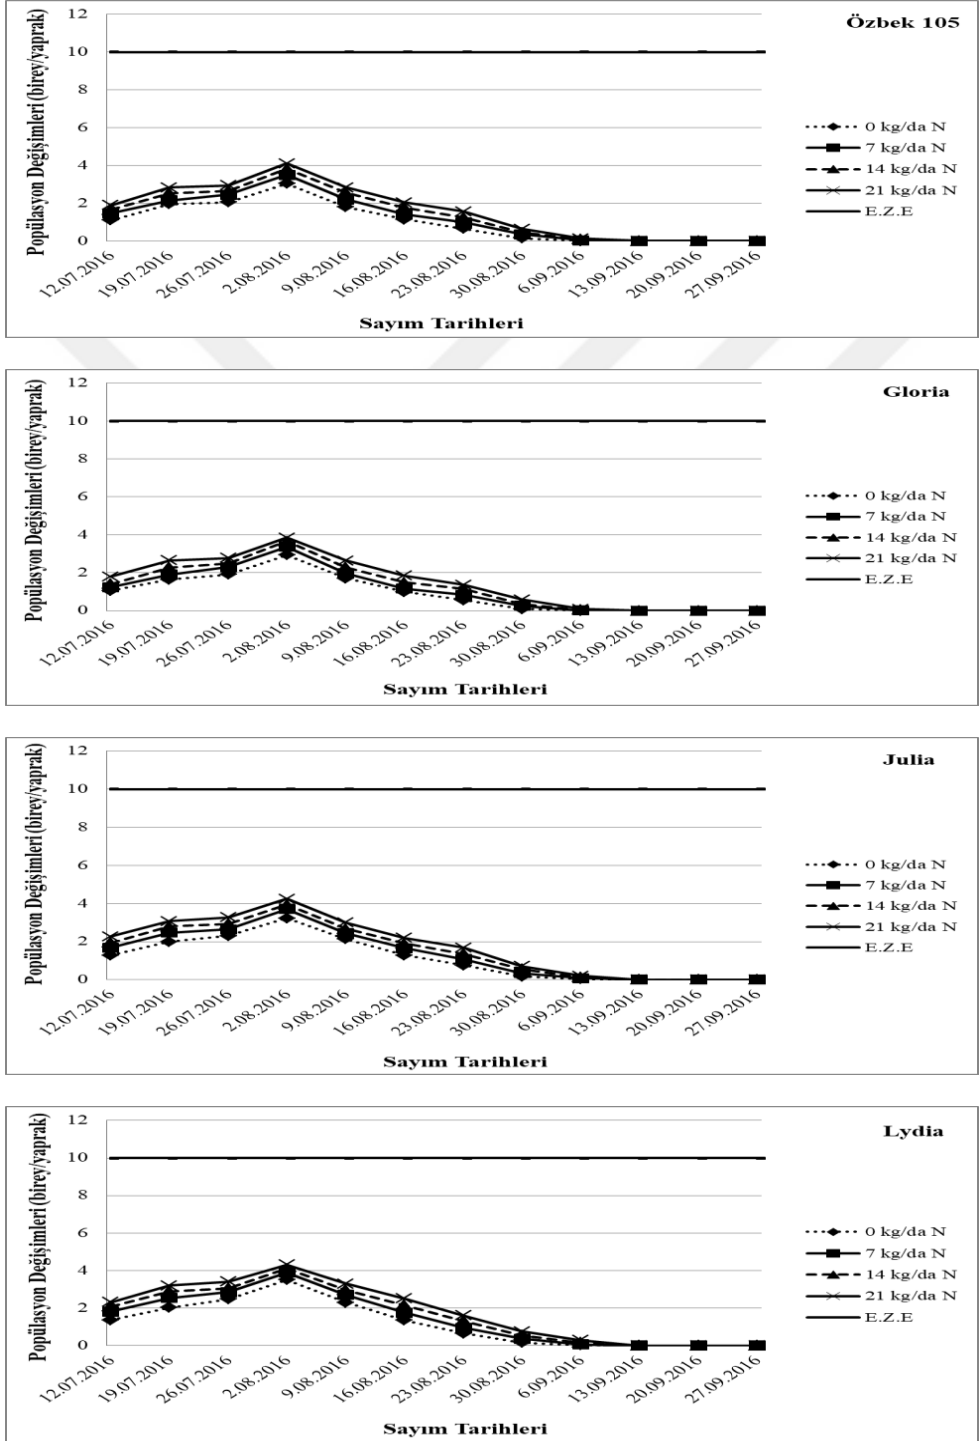 Özbek 105
Popülasyon Değişimleri (birey/yaprak)
12
10
8
6
4
2
0
12.07.2016
19.07.2016
26.07.2016
2.08.2016
9.08.2016
16.08.2016
23.08.2016
30.08.2016
6.09.2016
13.09.2016
20.09.2016
27.09.2016
Sayım Tarihleri
0 kg/da N
7 kg/da N
14 kg/da N
21 kg/da N
E.Z.E
Gloria
Popülasyon Değişimleri (birey/yaprak)
12
10
8
6
4
2
0
12.07.2016
19.07.2016
26.07.2016
2.08.2016
9.08.2016
16.08.2016
23.08.2016
30.08.2016
6.09.2016
13.09.2016
20.09.2016
27.09.2016
Sayım Tarihleri
0 kg/da N
7 kg/da N
14 kg/da N
21 kg/da N
E.Z.E
Julia
Popülasyon Değişimleri (birey/yaprak)
12
10
8
6
4
2
0
12.07.2016
19.07.2016
26.07.2016
2.08.2016
9.08.2016
16.08.2016
23.08.2016
30.08.2016
6.09.2016
13.09.2016
20.09.2016
27.09.2016
Sayım Tarihleri
0 kg/da N
7 kg/da N
14 kg/da N
21 kg/da N
E.Z.E
Lydia
Popülasyon Değişimleri (birey/yaprak)
12
10
8
6
4
2
0
12.07.2016
19.07.2016
26.07.2016
2.08.2016
9.08.2016
16.08.2016
23.08.2016
30.08.2016
6.09.2016
13.09.2016
20.09.2016
27.09.2016
Sayım Tarihleri
0 kg/da N
7 kg/da N
14 kg/da N
21 kg/da N
E.Z.E